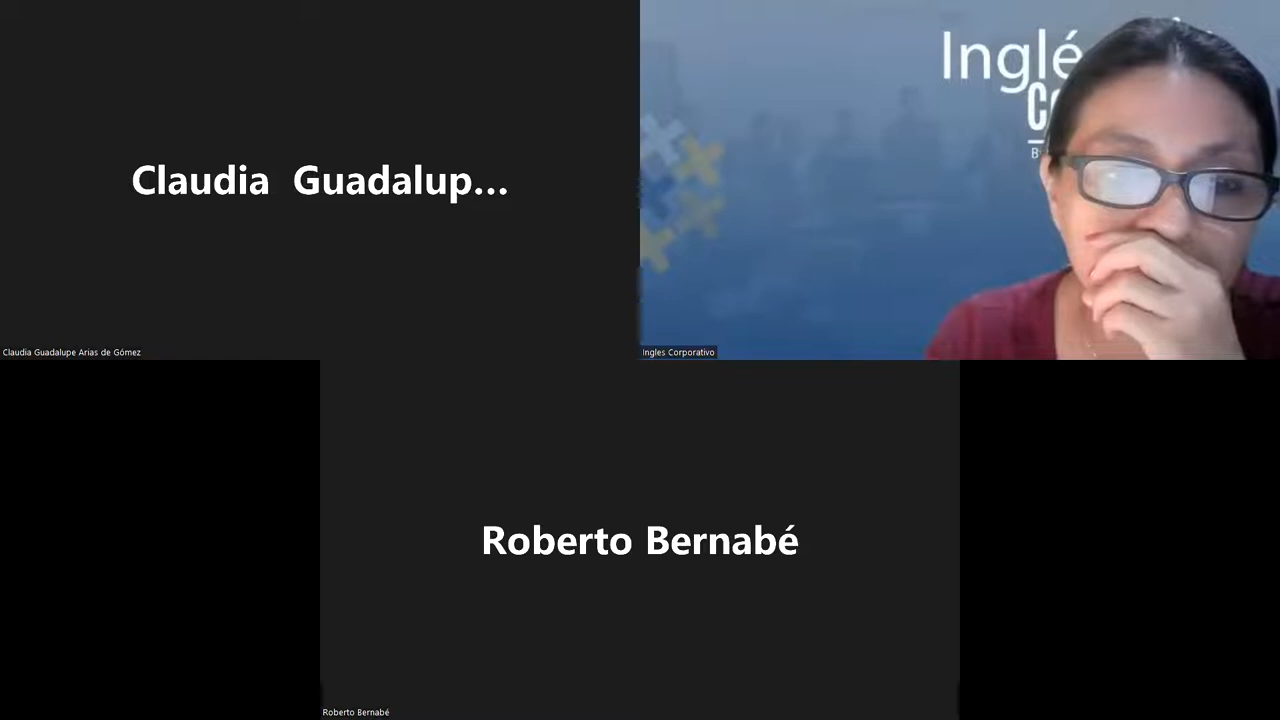 Claudia Guadalup...
Claudia Guadalupe Arias de Gómez
Inglé
Ingles Corporativo
Roberto Bernabé
Roberto Bernabé